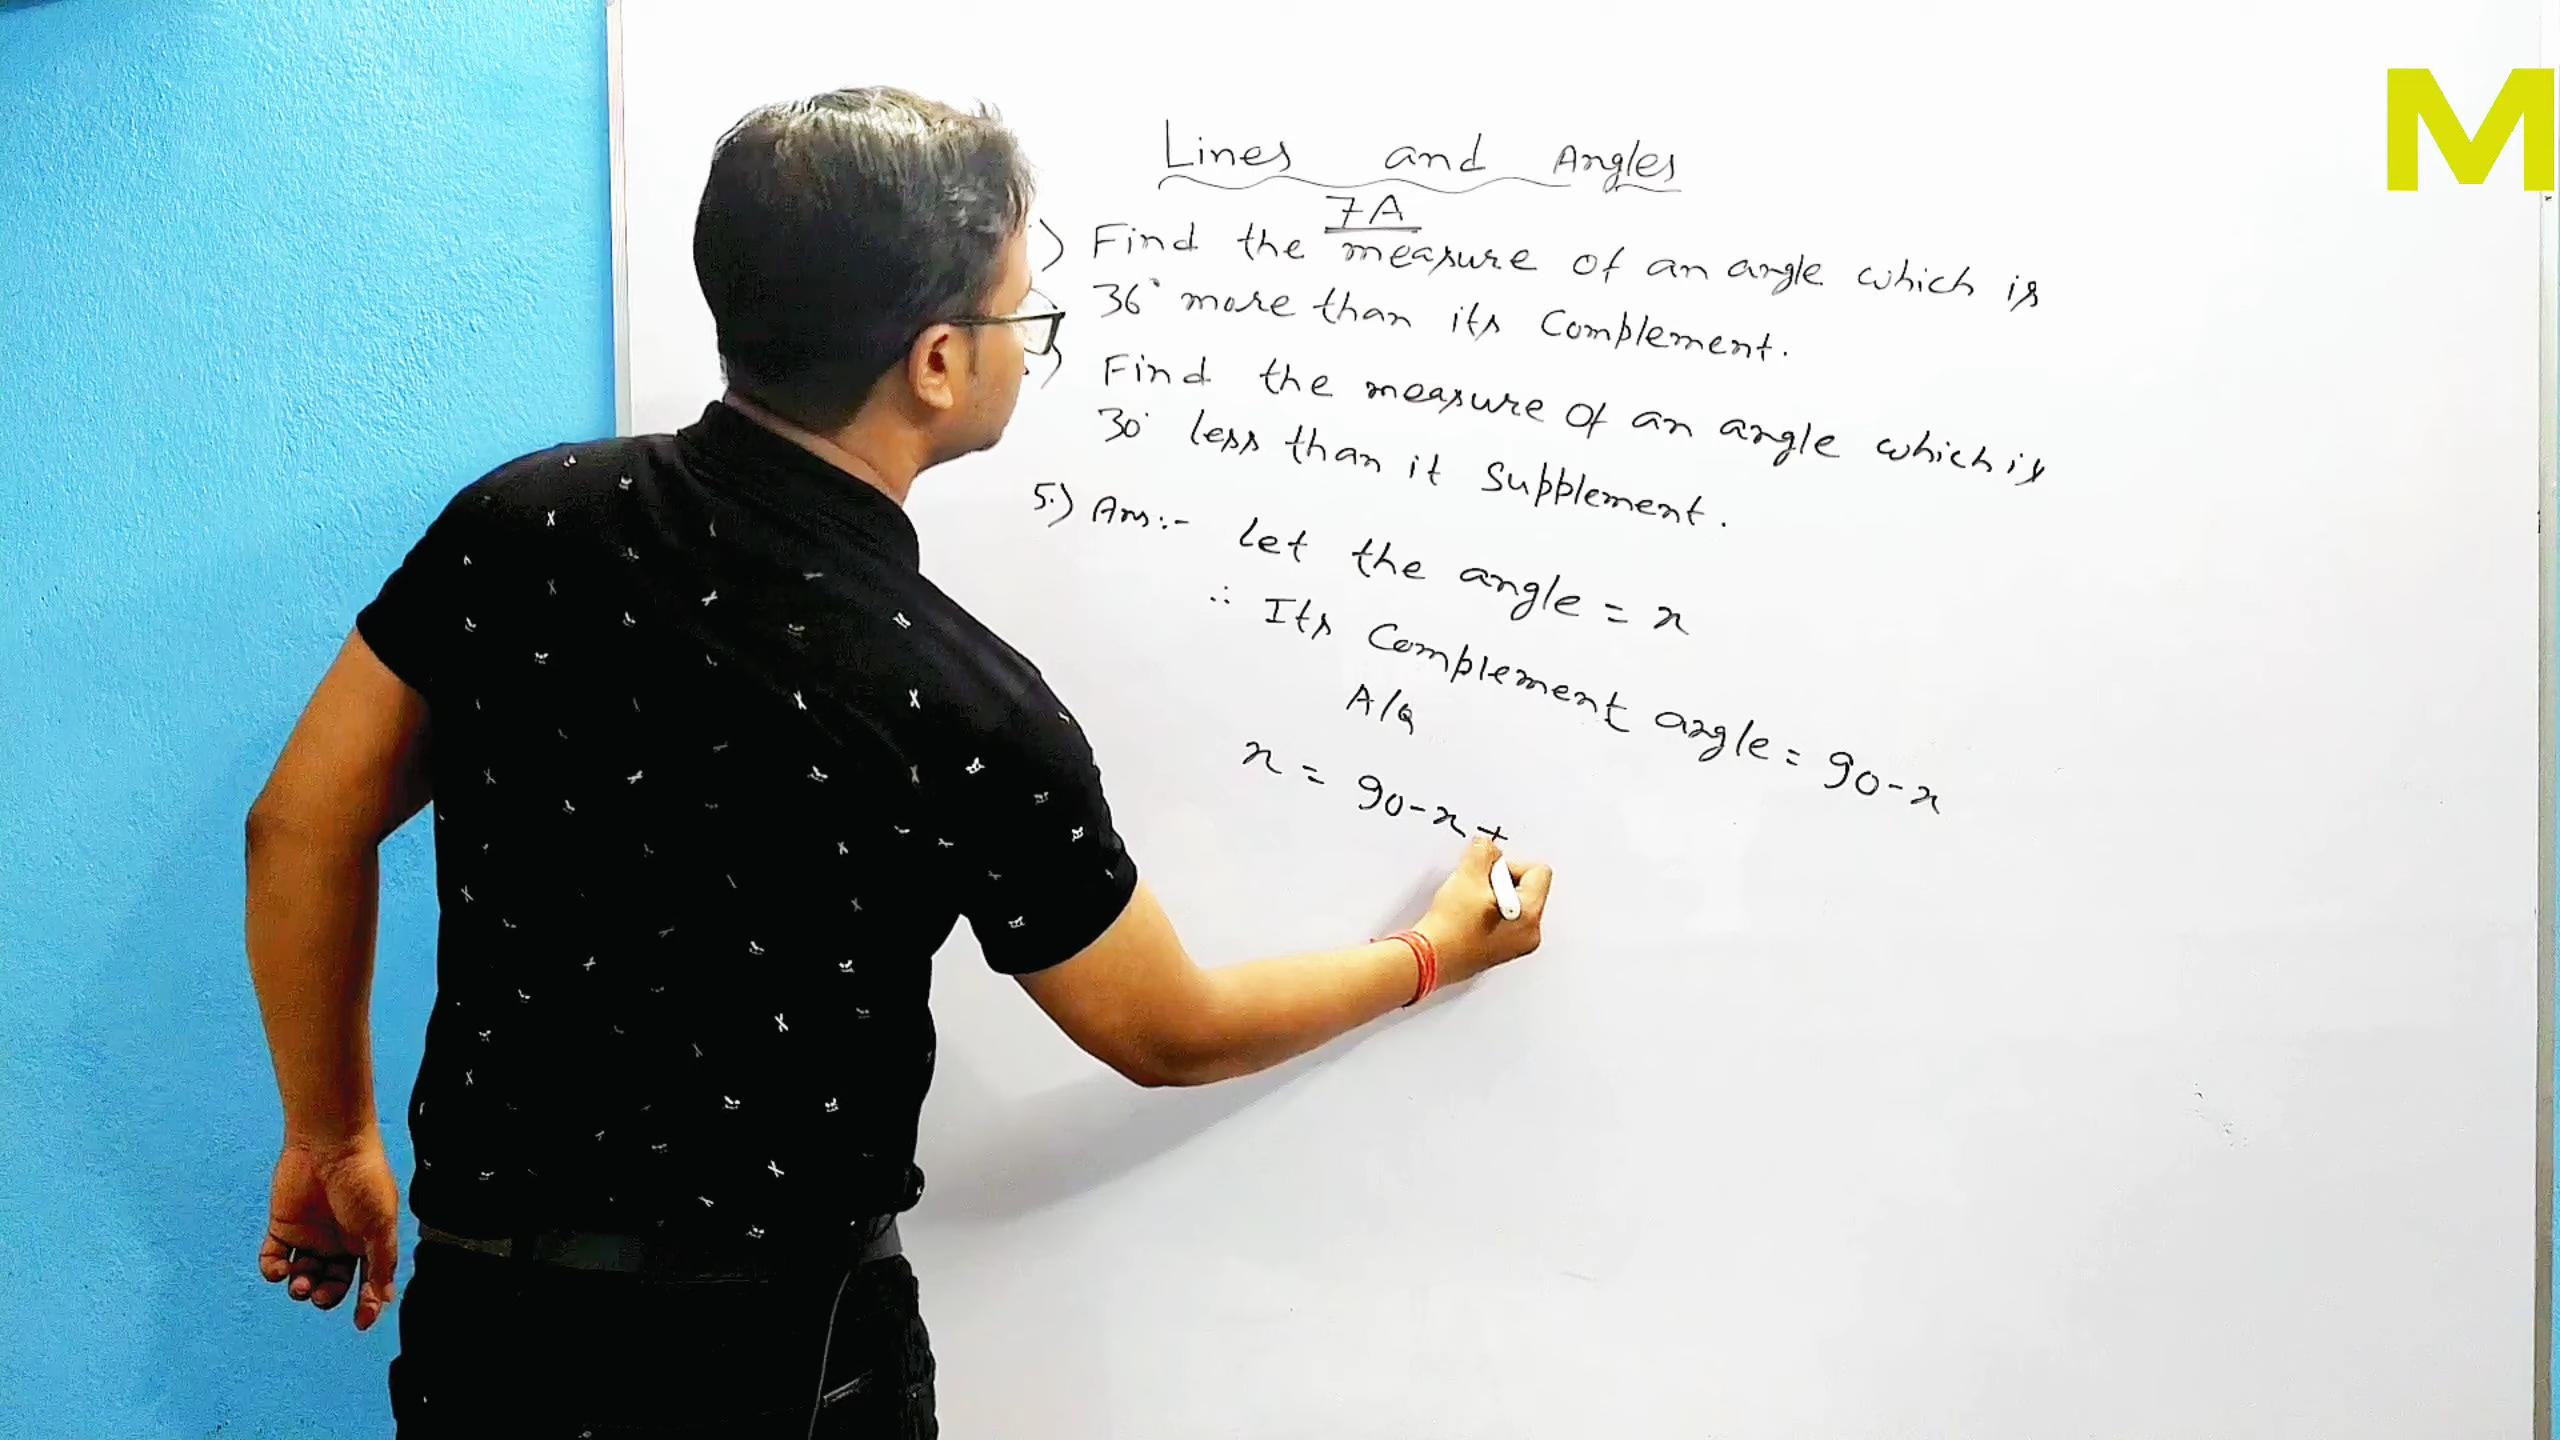 M
Lines and Angles
7A
) Find the measure of an angle which is
36° more than its Complement.
) Find the measure of an angle which is
30° less than it Supplement.
5.) Ans:- Let the angle = x
∴ Its Complement angle = 90-x
A/Q
x = 90-x+